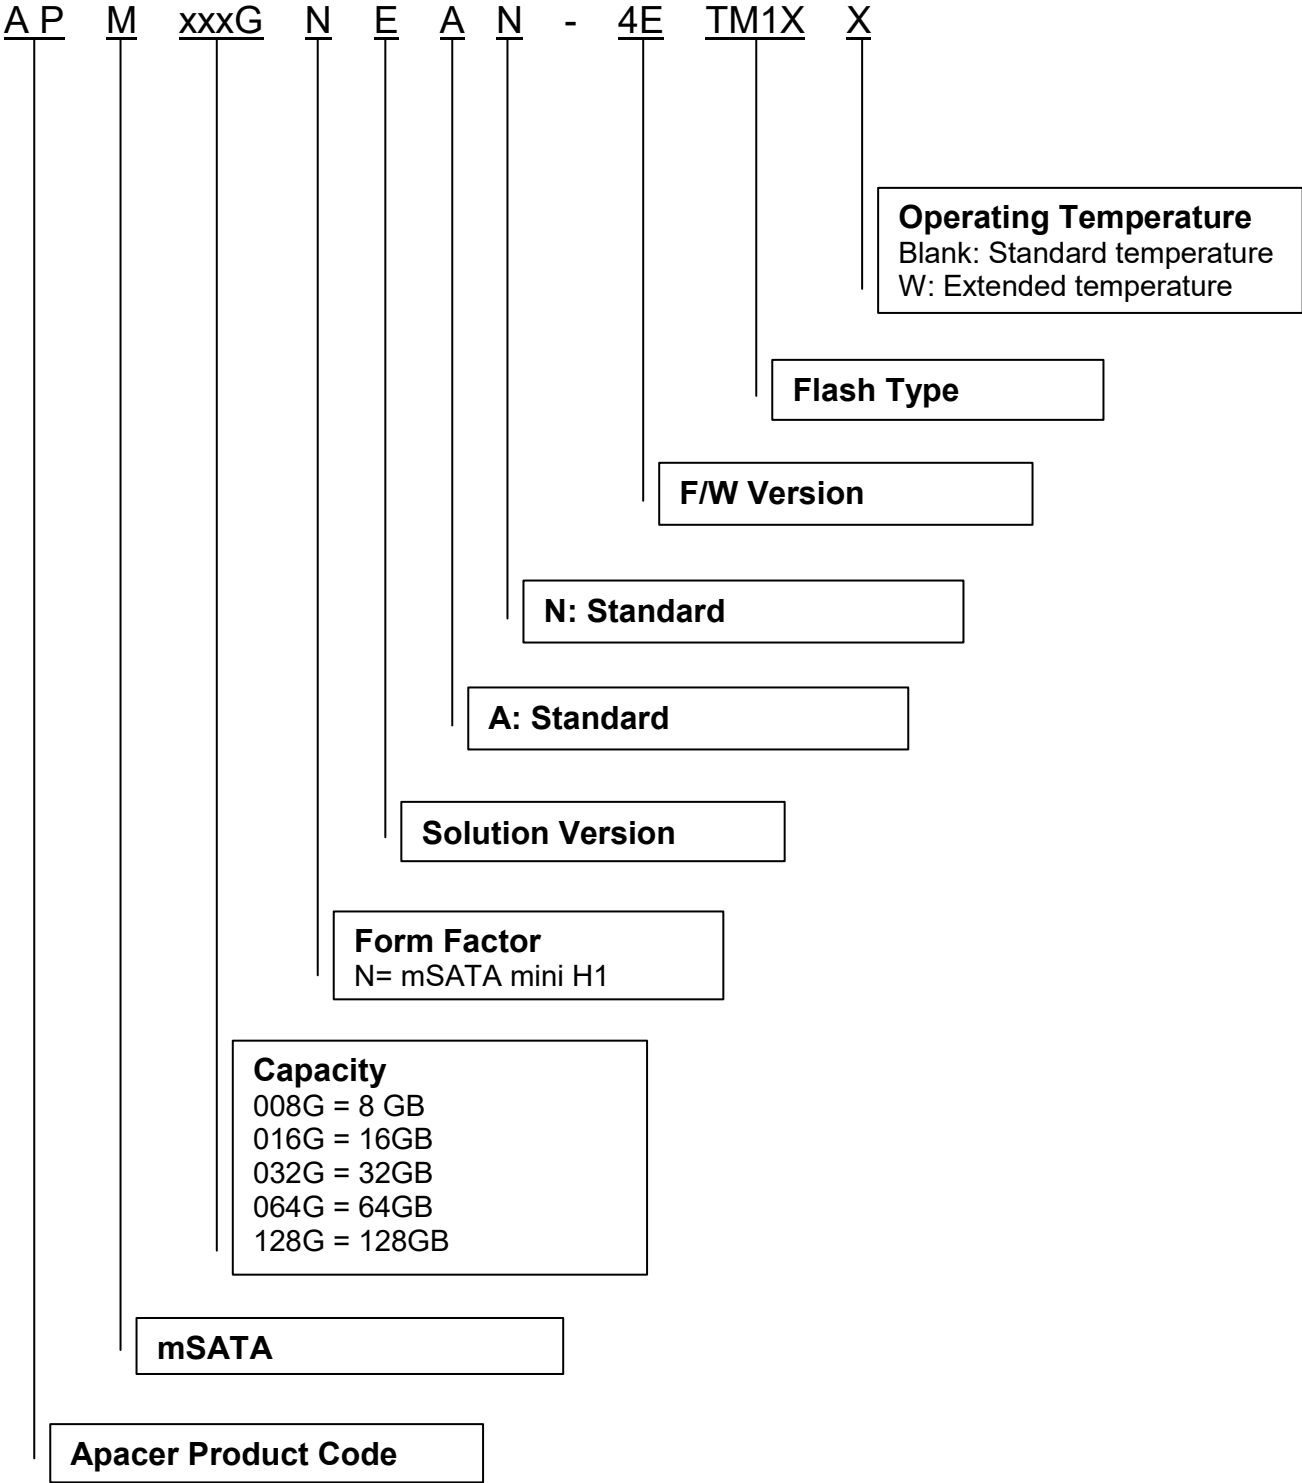 A P M xxxG N E A N - 4E TM1X X
Operating Temperature
Blank: Standard temperature
W: Extended temperature
Flash Type
F/W Version
N: Standard
A: Standard
Solution Version
Form Factor
N= mSATA mini H1
Capacity
008G = 8 GB
016G = 16GB
032G = 32GB
064G = 64GB
128G = 128GB
mSATA
Apacer Product Code